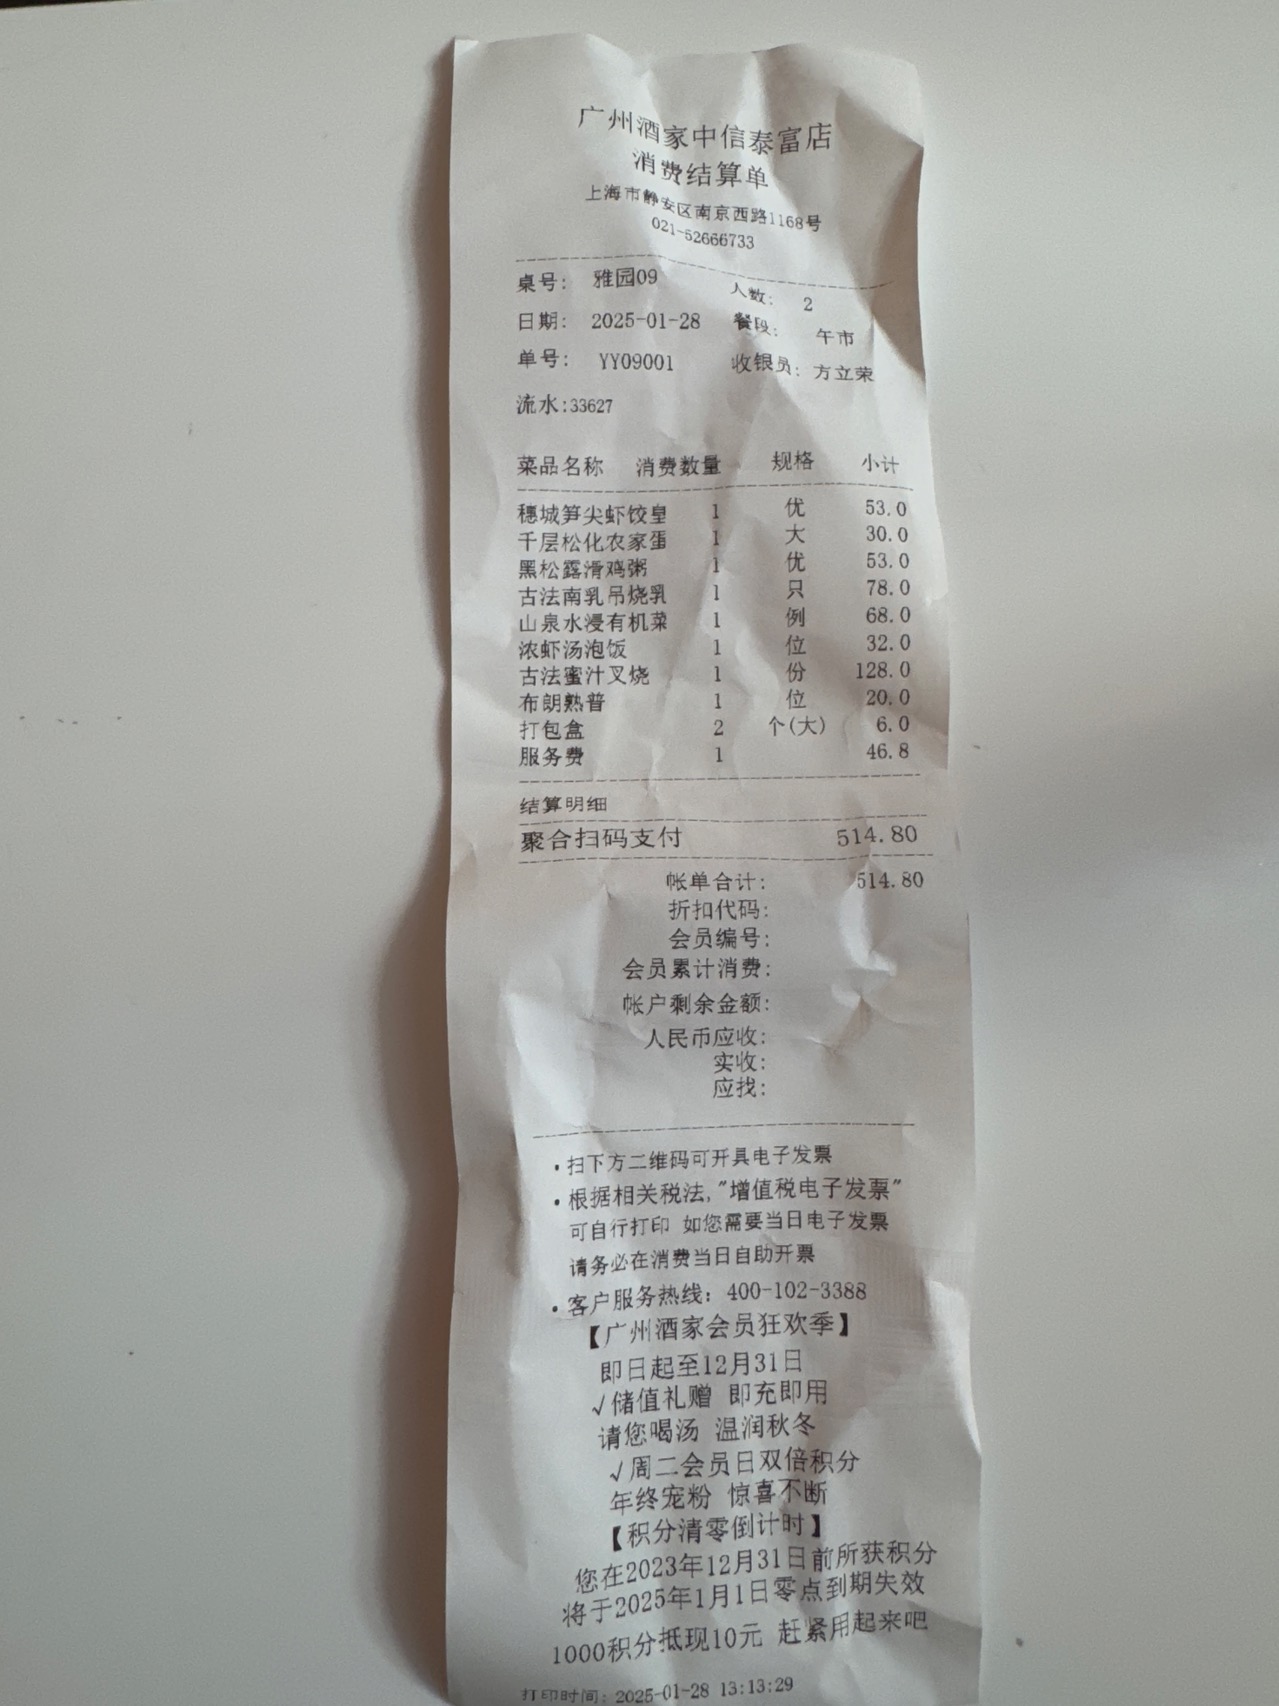 广州酒家中信泰富店
消费结算单
上海市静安区南京西路1168号
021-52666733
桌号: 雅园09 人数: 2
日期: 2025-01-28 餐段: 午市
单号: YY09001 收银员: 方立荣
流水:33627
菜品名称 消费数量 规格 小计
穗城笋尖虾饺皇 1 优 53.0
千层松化农家蛋 1 大 30.0
黑松露滑鸡粥 1 优 53.0
古法南乳吊烧乳 1 只 78.0
山泉水浸有机菜 1 例 68.0
浓虾汤泡饭 1 位 32.0
古法蜜汁叉烧 1 份 128.0
布朗熟普 1 位 20.0
打包盒 2 个(大) 6.0
服务费 1 46.8
结算明细
聚合扫码支付 514.80
帐单合计: 514.80
折扣代码:
会员编号:
会员累计消费:
帐户剩余金额:
人民币应收:
实收:
应找:
·扫下方二维码可开具电子发票
·根据相关税法,"增值税电子发票"
可自行打印 如您需要当日电子发票
请务必在消费当日自助开票
·客户服务热线: 400-102-3388
【广州酒家会员狂欢季】
即日起至12月31日
√储值礼赠 即充即用
请您喝汤 温润秋冬
√周二会员日双倍积分
年终宠粉 惊喜不断
【积分清零倒计时】
您在2023年12月31日前所获积分
将于2025年1月1日零点到期失效
1000积分抵现10元 赶紧用起来吧
打印时间: 2025-01-28 13:13:29